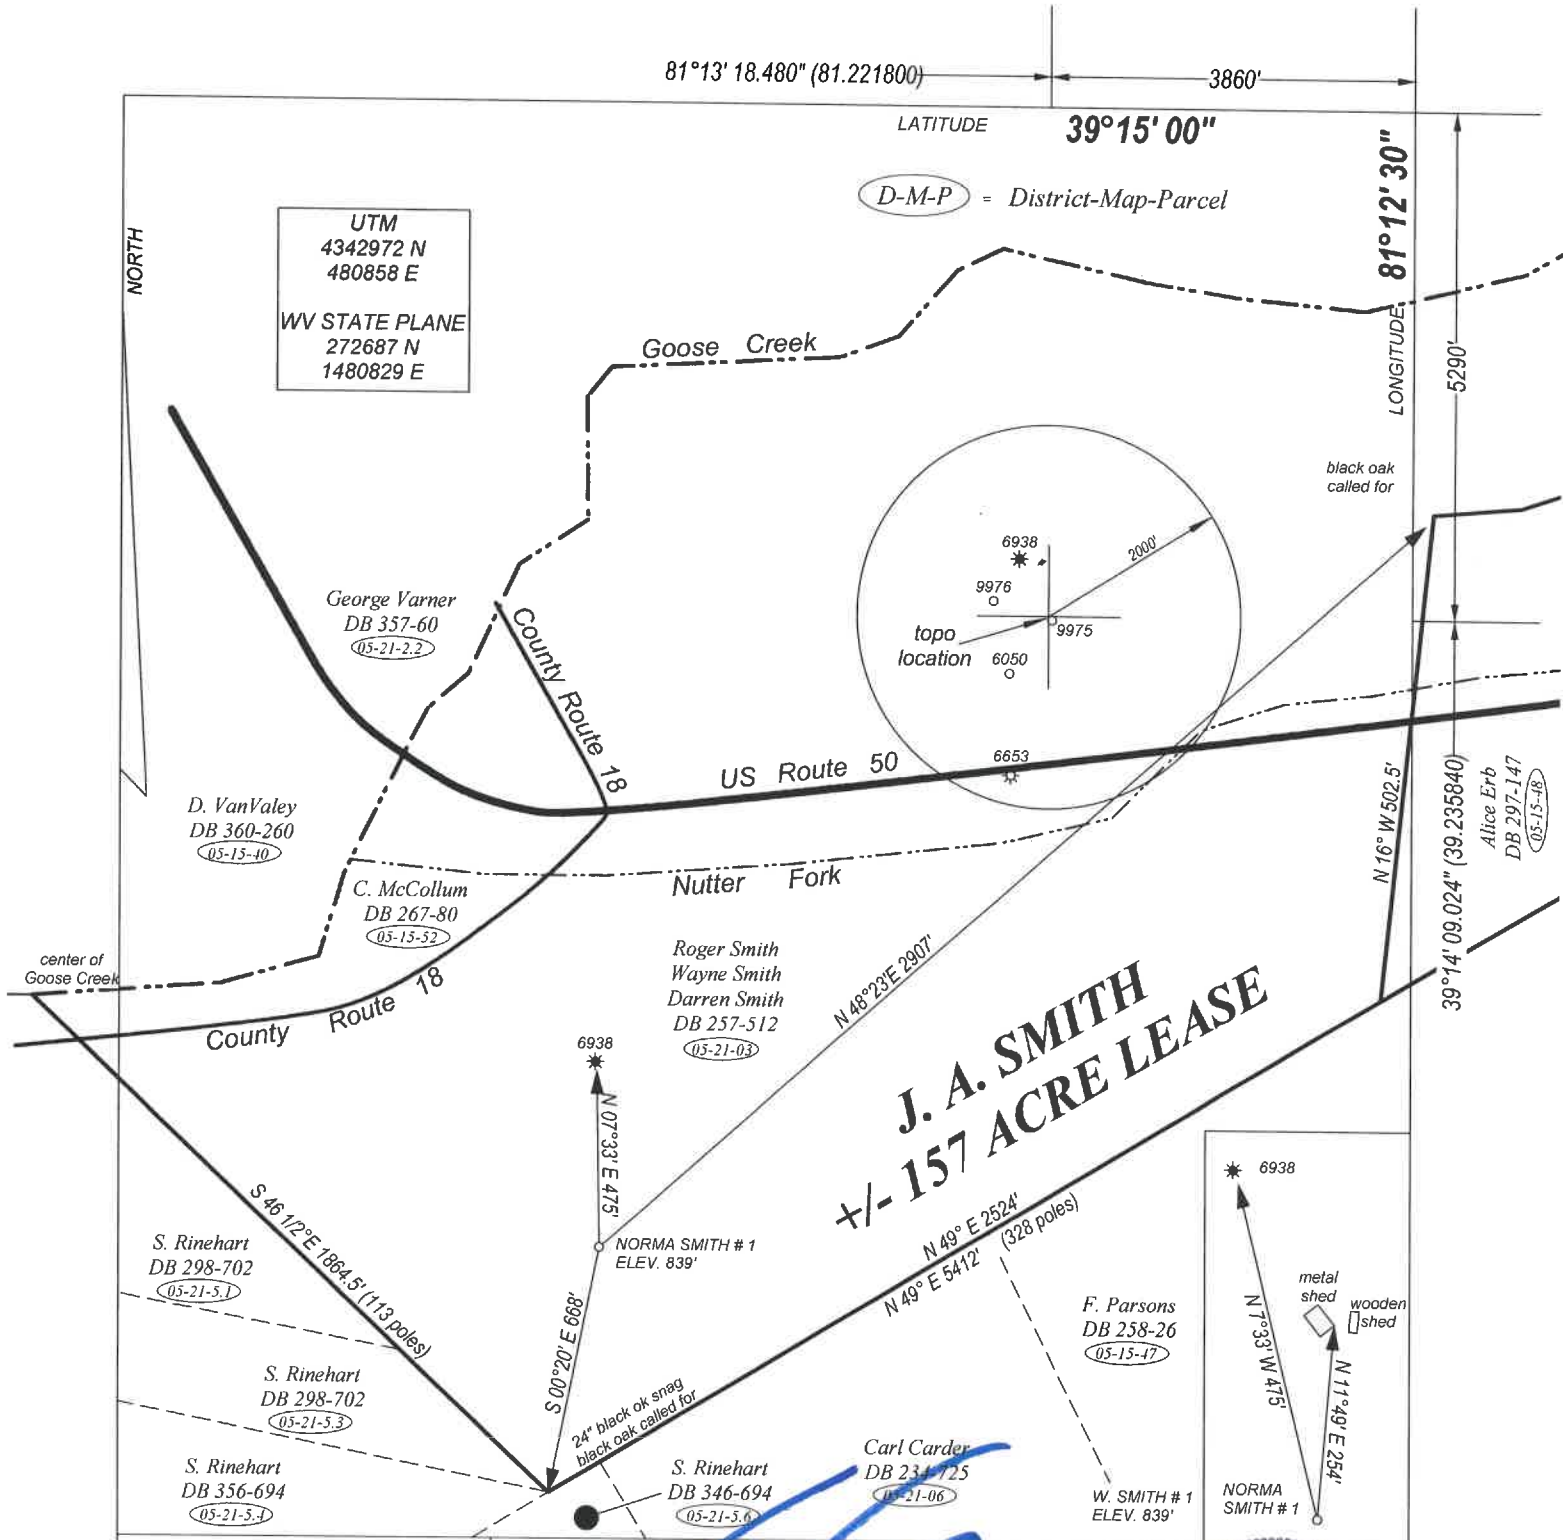 81°13' 18.480" (81.221800)
3860'
LATITUDE 39°15' 00"
81°12' 30"
LONGITUDE
5290'
D-M-P = District-Map-Parcel
NORTH
UTM
4342972 N
480858 E
WV STATE PLANE
272687 N
1480829 E
Goose Creek
black oak
called for
6938
2000'
9976
9975
topo
location
6050
6653
George Varner
DB 357-60
05-21-2.2
County Route 18
US Route 50
D. VanValey
DB 360-260
05-15-40
C. McCollum
DB 267-80
05-15-52
Nutter Fork
N 16° W 502.5'
39°14' 09.024" (39.235840)
Alice Erb
DB 297-147
05-15-48
center of
Goose Creek
County Route 18
Roger Smith
Wayne Smith
Darren Smith
DB 257-512
05-21-03
N 48°23'E 2907'
J. A. SMITH
+/- 157 ACRE LEASE
6938
N 07°33' E 475'
NORMA SMITH # 1
ELEV. 839'
S 46 1/2°E 1864.5' (113 poles)
S 00°20' E 668'
N 49° E 2524'
(328 poles)
N 49° E 5412'
S. Rinehart
DB 298-702
05-21-5.1
S. Rinehart
DB 298-702
05-21-5.3
S. Rinehart
DB 356-694
05-21-5.4
24" black ok snag
black oak called for
S. Rinehart
DB 346-694
05-21-5.6
Carl Carder
DB 234-725
05-21-06
F. Parsons
DB 258-26
05-15-47
W. SMITH # 1
ELEV. 839'
6938
metal
shed
wooden
shed
N 7°33' W 475'
N 11°49' E 254'
NORMA
SMITH # 1